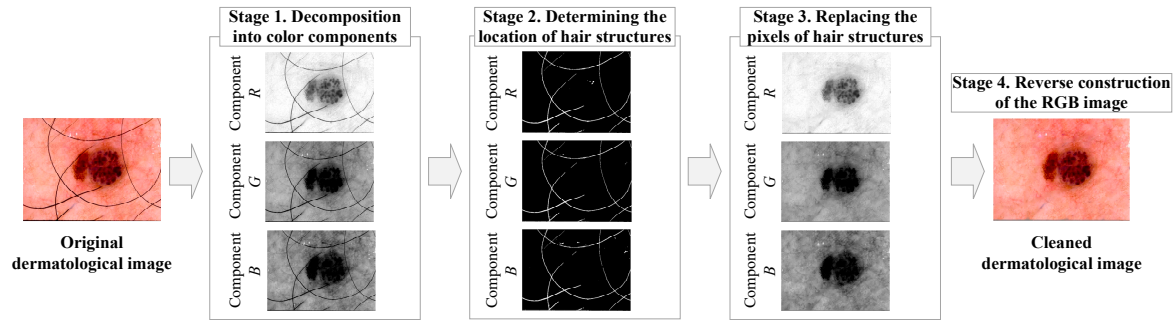 Stage 1. Decomposition
into color components
Component
R
Component
G
Component
B
Stage 2. Determining the
location of hair structures
Component
R
Component
G
Component
B
Stage 3. Replacing the
pixels of hair structures
Component
R
Component
G
Component
B
Stage 4. Reverse construction
of the RGB image
Original
dermatological image
Cleaned
dermatological image